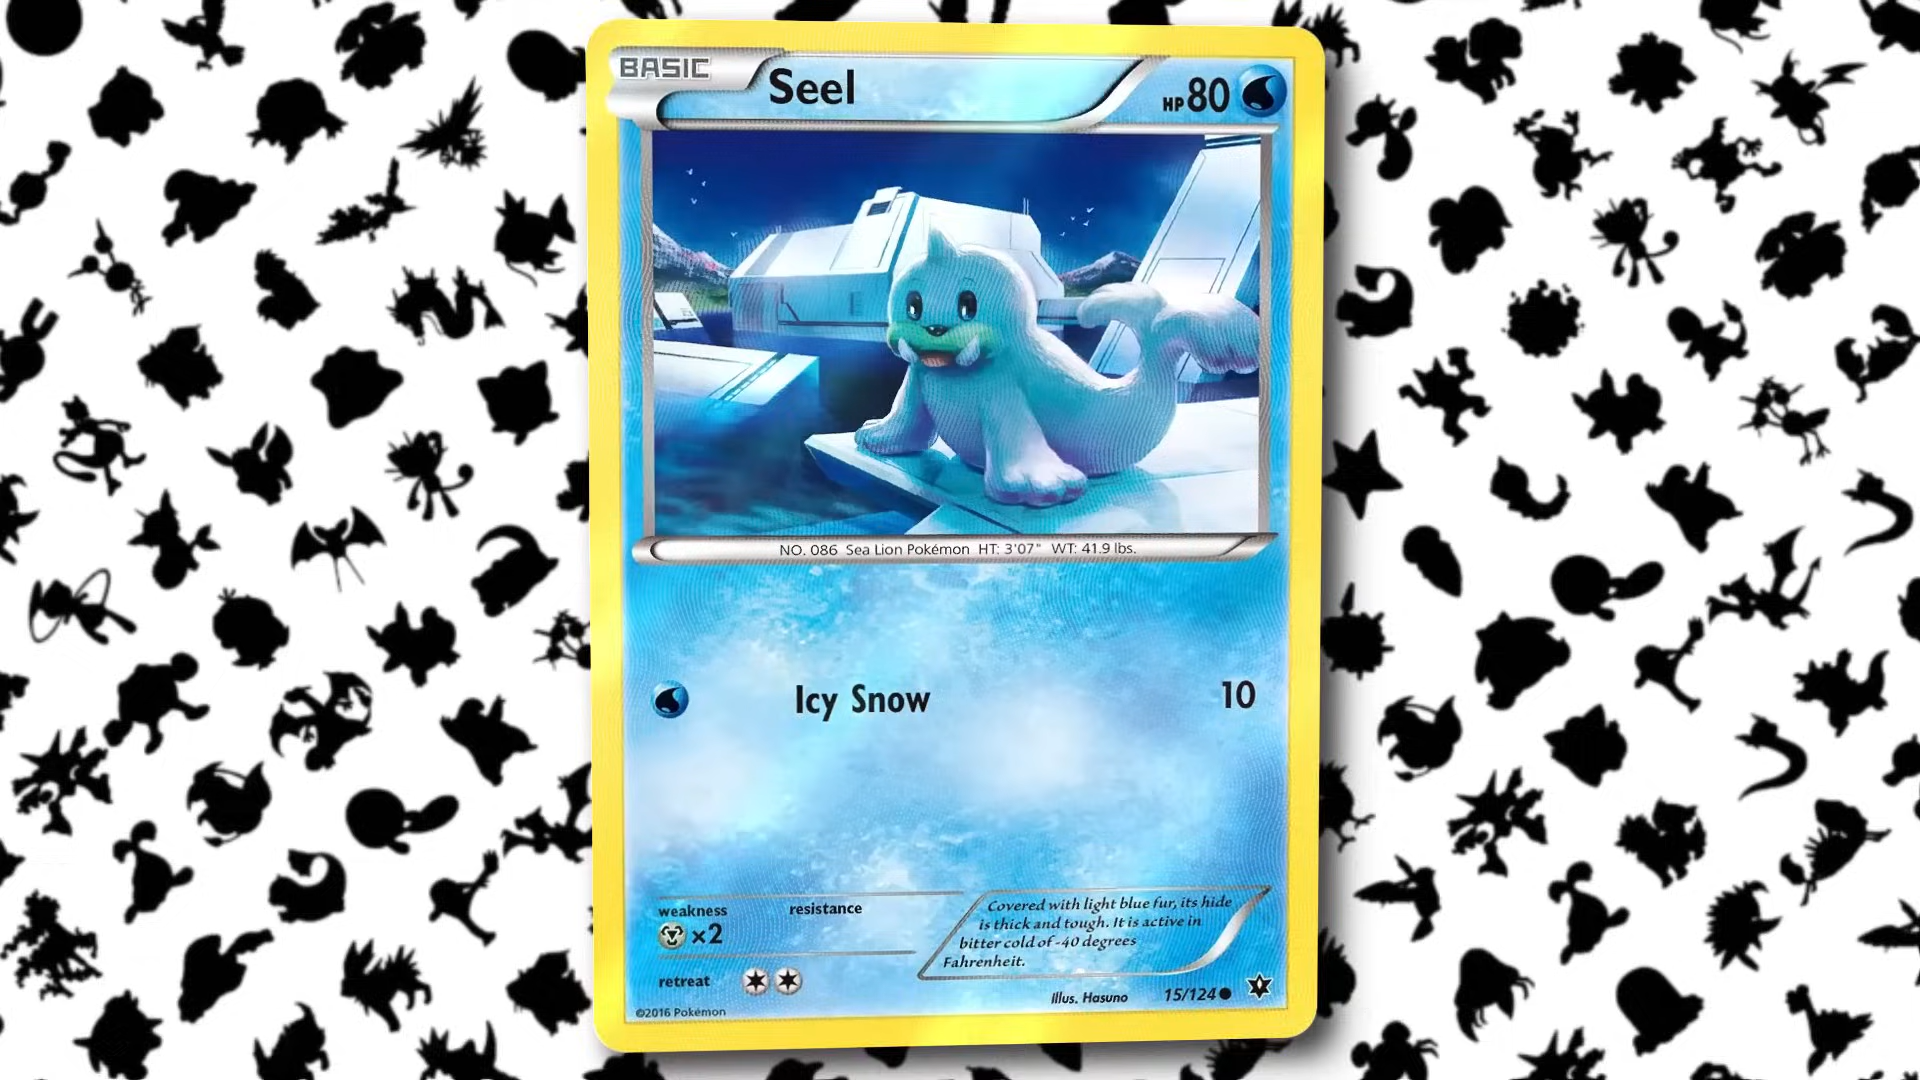 BASIC
Seel
HP 80
NO. 086 Sea Lion Pokémon HT: 3'07" WT: 41.9 lbs.
Icy Snow 10
weakness resistance
×2
retreat
Covered with light blue fur, its hide
is thick and tough. It is active in
bitter cold of -40 degrees
Fahrenheit.
Illus. Hasuno 15/124
©2016 Pokémon